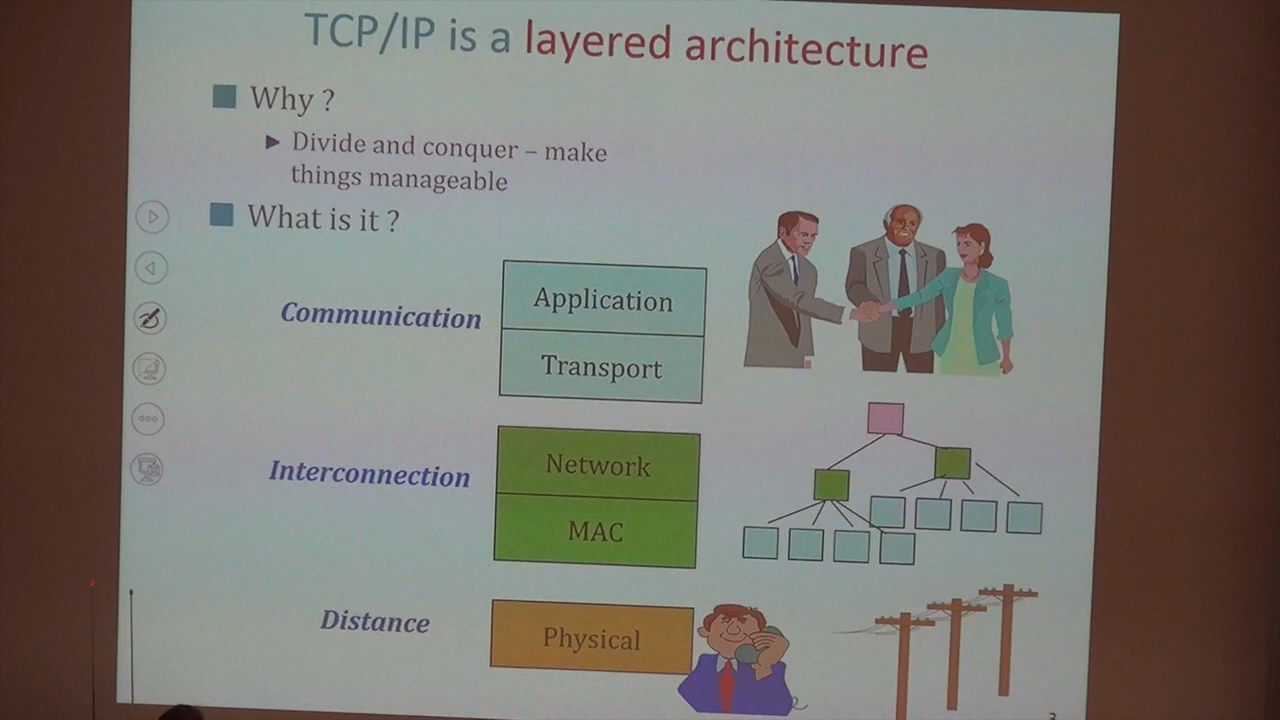 TCP/IP is a layered architecture
Why ?
Divide and conquer – make
things manageable
What is it ?
Communication
Application
Transport
Interconnection
Network
MAC
Distance
Physical
3